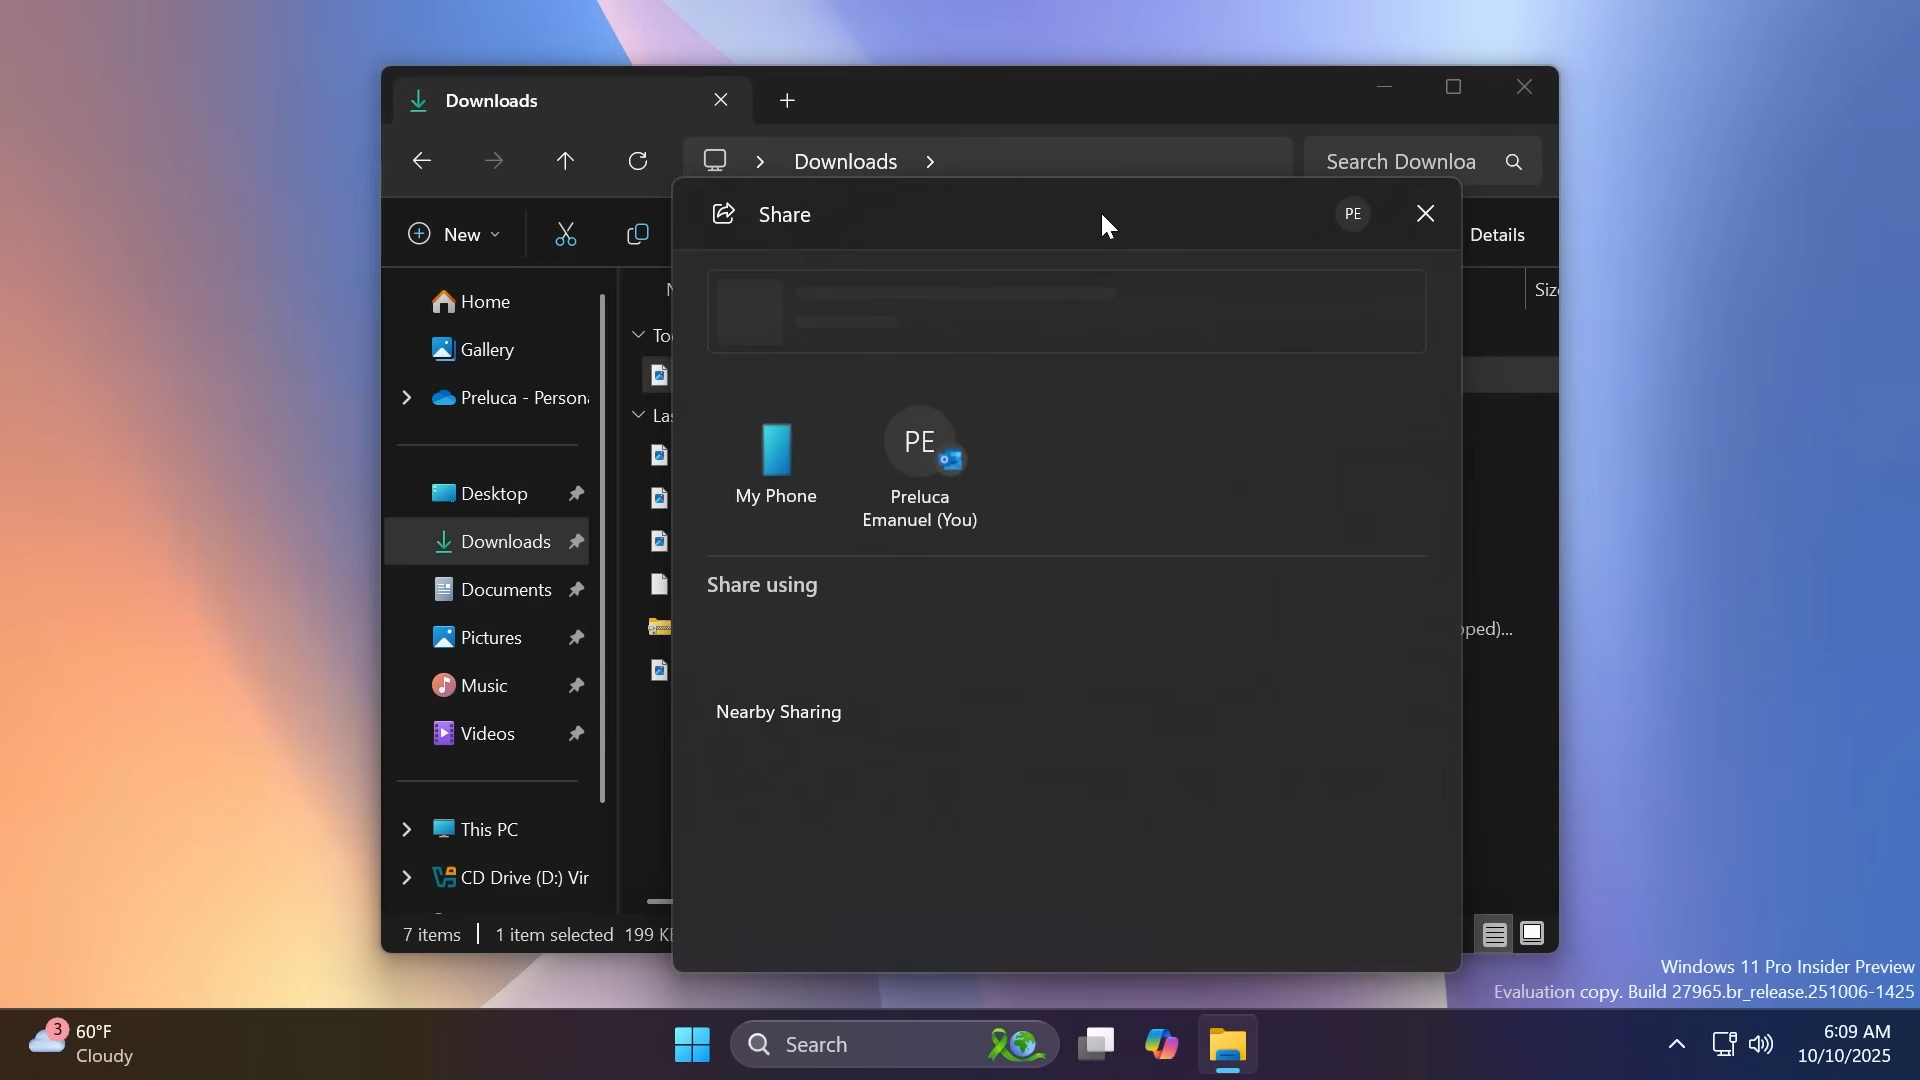 Downloads
Downloads
Search Downloa
New
Share
PE
Details
Home
Gallery
Preluca - Persona
Desktop
Downloads
Documents
Pictures
Music
Videos
This PC
CD Drive (D:) Vir
To
Siz
Las
PE
My Phone
Preluca
Emanuel (You)
Share using
Nearby Sharing
pped)...
7 items
1 item selected 199 K
Windows 11 Pro Insider Preview
Evaluation copy. Build 27965.br_release.251006-1425
3
60°F
Cloudy
Search
6:09 AM
10/10/2025